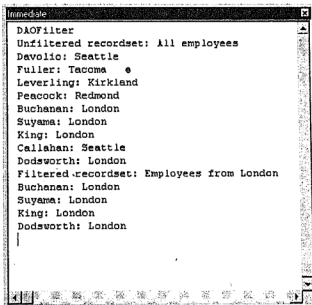 Immediate
DAOFilter
Unfiltered recordset: All employees
Davolio: Seattle
Fuller: Tacoma
Leverling: Kirkland
Peacock: Redmond
Buchanan: London
Suyama: London
King: London
Callahan: Seattle
Dodsworth: London
Filtered recordset: Employees from London
Buchanan: London
Suyama: London
King: London
Dodsworth: London